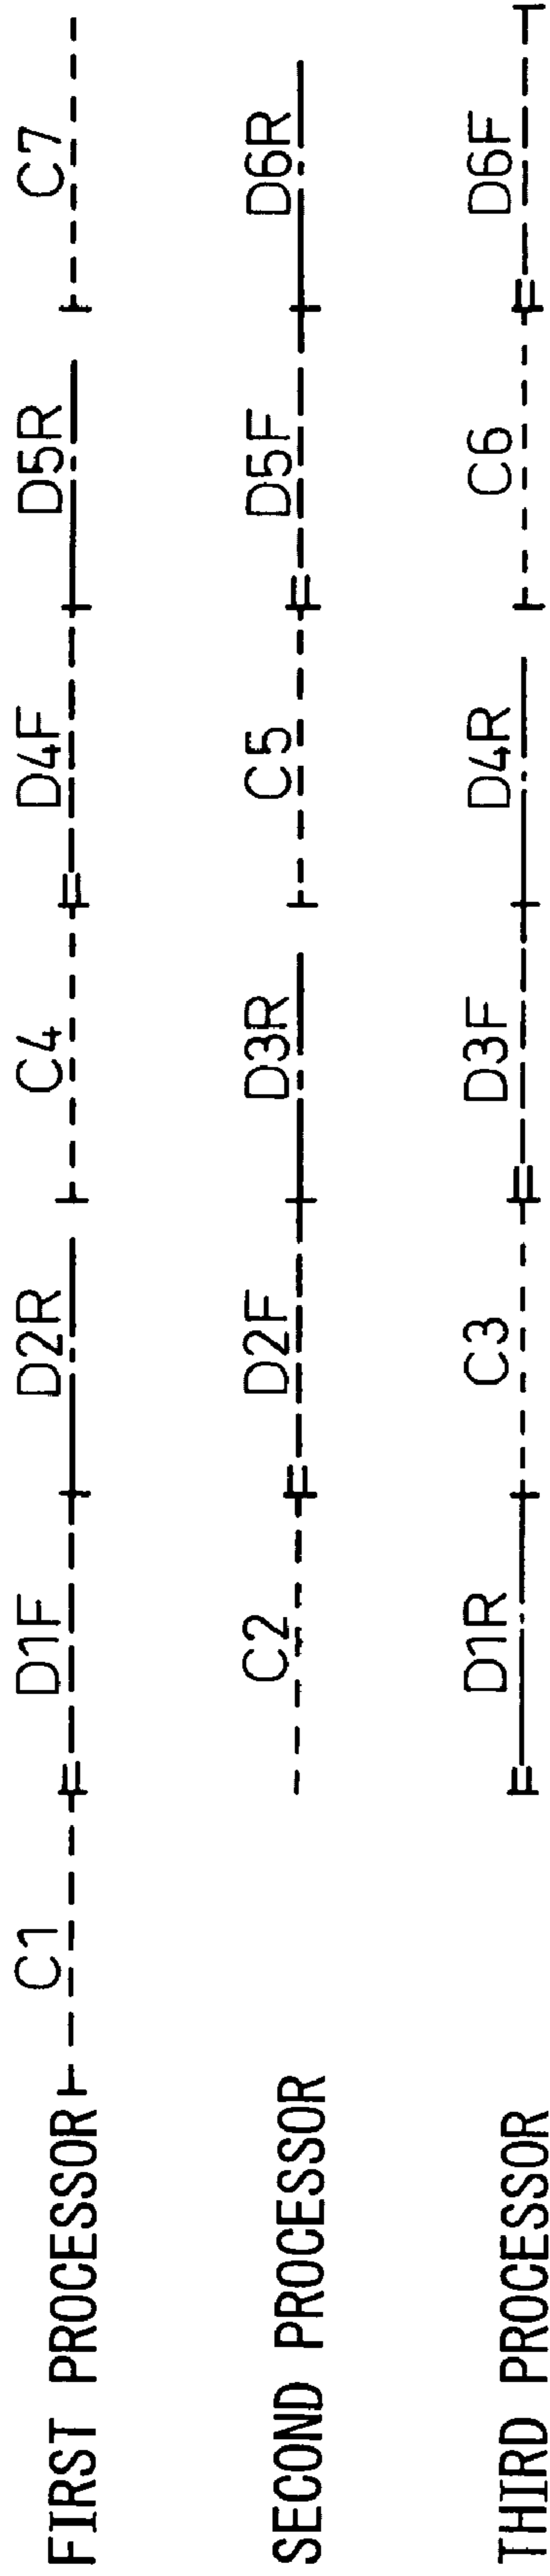 FIRST PROCESSOR C1 D1F D2R C4 D4F D5R C7
SECOND PROCESSOR C2 D2F D3R C5 D5F D6R
THIRD PROCESSOR D1R C3 D3F D4R C6 D6F